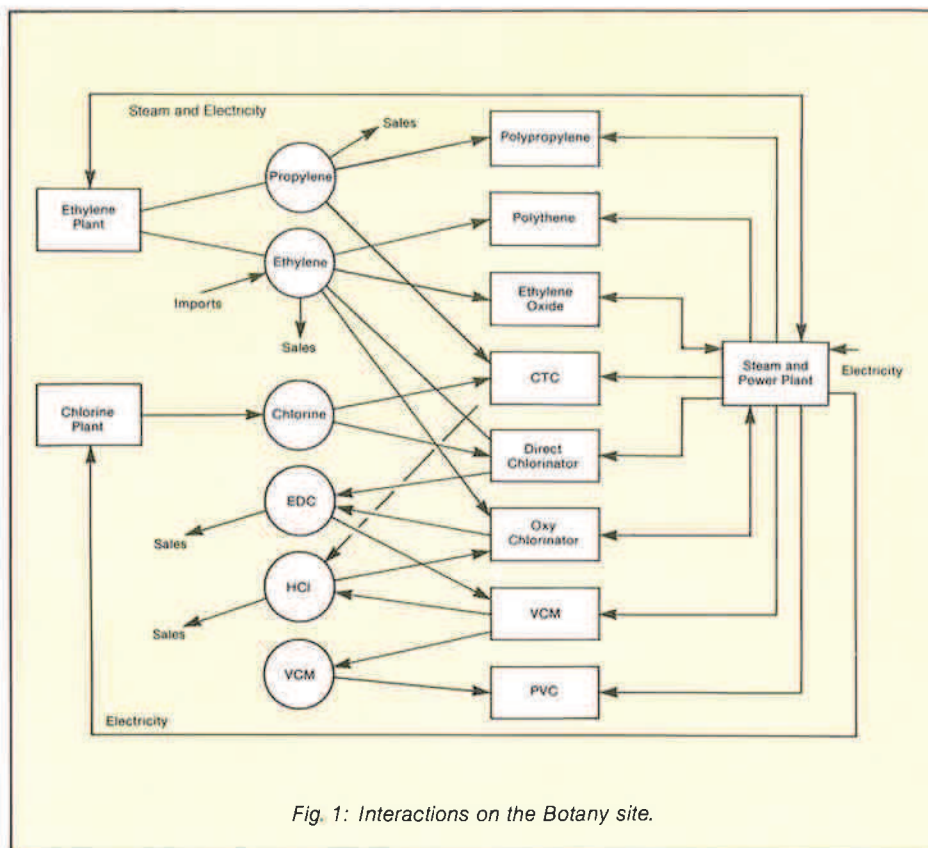 Steam and Electricity
Sales
Propylene
Polypropylene
Ethylene
Plant
Polythene
Ethylene
Imports
Ethylene
Oxide
Sales
Steam and
Power Plant
Electricity
CTC
Chlorine
Plant
Chlorine
Direct
Chlorinator
EDC
Sales
Oxy
Chlorinator
HCl
Sales
VCM
VCM
PVC
Electricity
Fig. 1: Interactions on the Botany site.